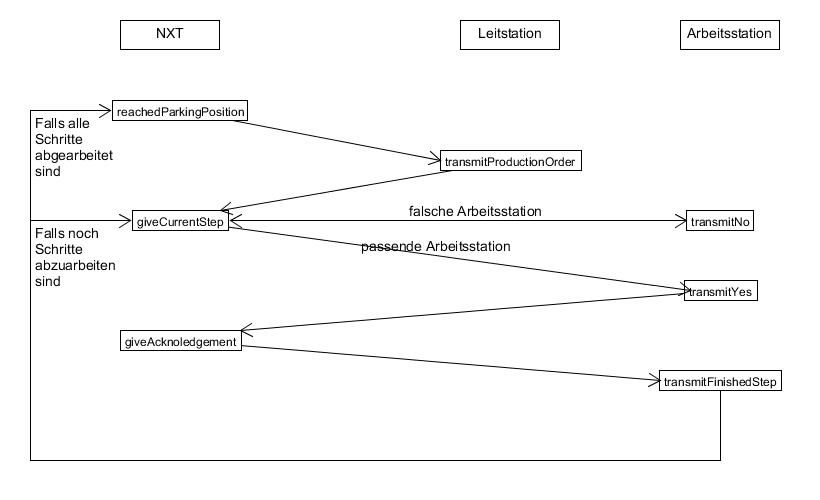 NXT
Leitstation
Arbeitsstation
reachedParkingPosition
Falls alle
Schritte
abgearbeitet
sind
transmitProductionOrder
falsche Arbeitsstation
giveCurrentStep
transmitNo
Falls noch
Schritte
abzuarbeiten
sind
passende Arbeitsstation
transmitYes
giveAcknoledgement
transmitFinishedStep